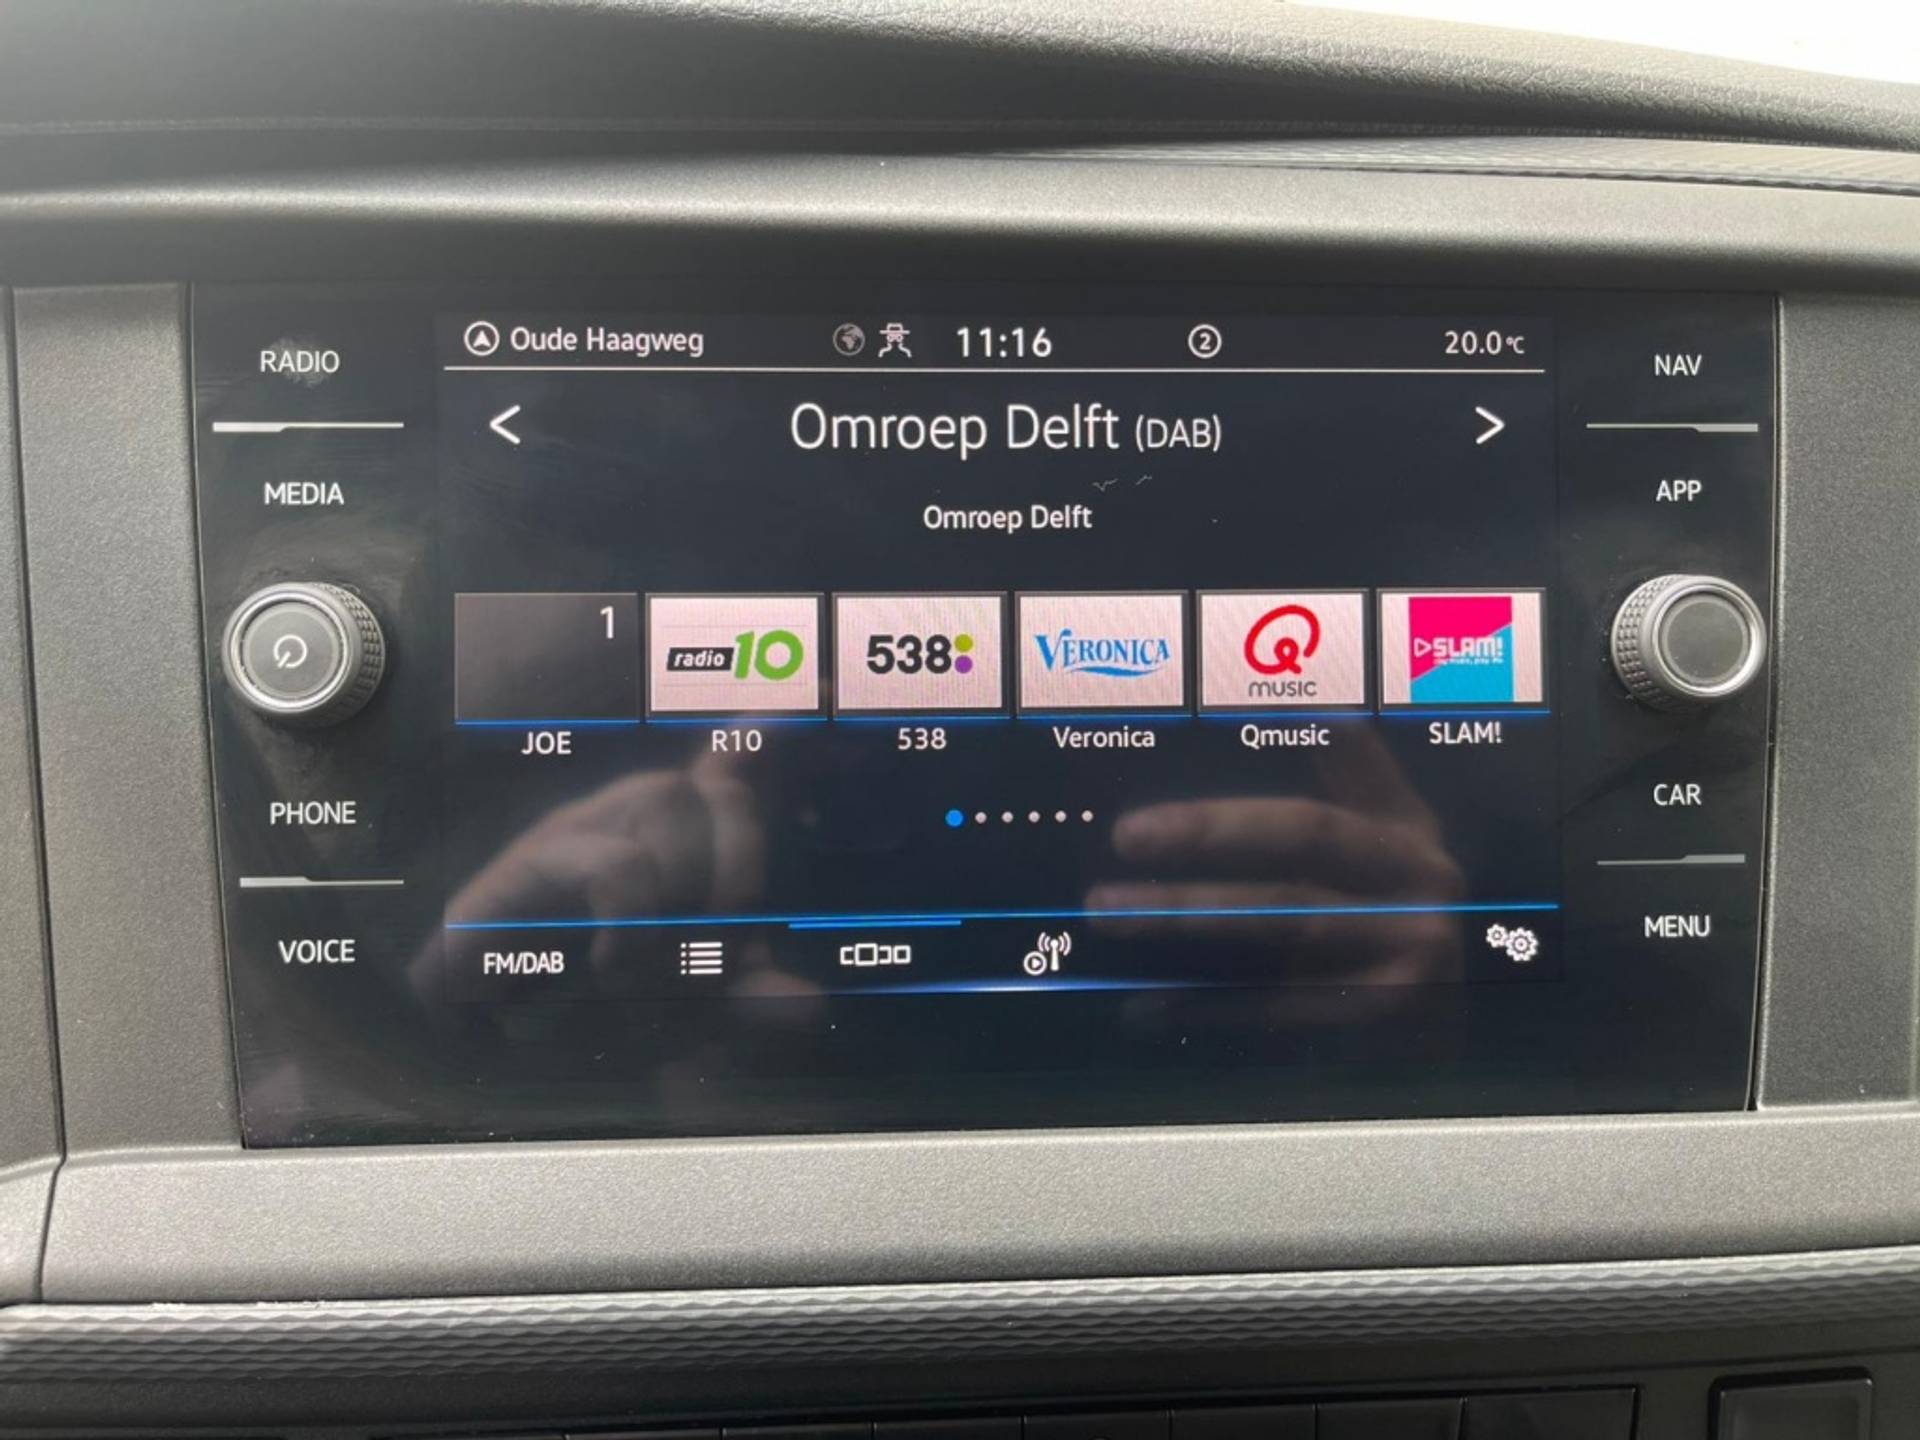 RADIO
MEDIA
PHONE
VOICE
Oude Haagweg 11:16 2 20.0°C
< Omroep Delft (DAB) >
Omroep Delft
1
radio 10
538
VERONICA
Q
MUSIC
SLAM!
JOE R10 538 Veronica Qmusic SLAM!
FM/DAB
NAV
APP
CAR
MENU